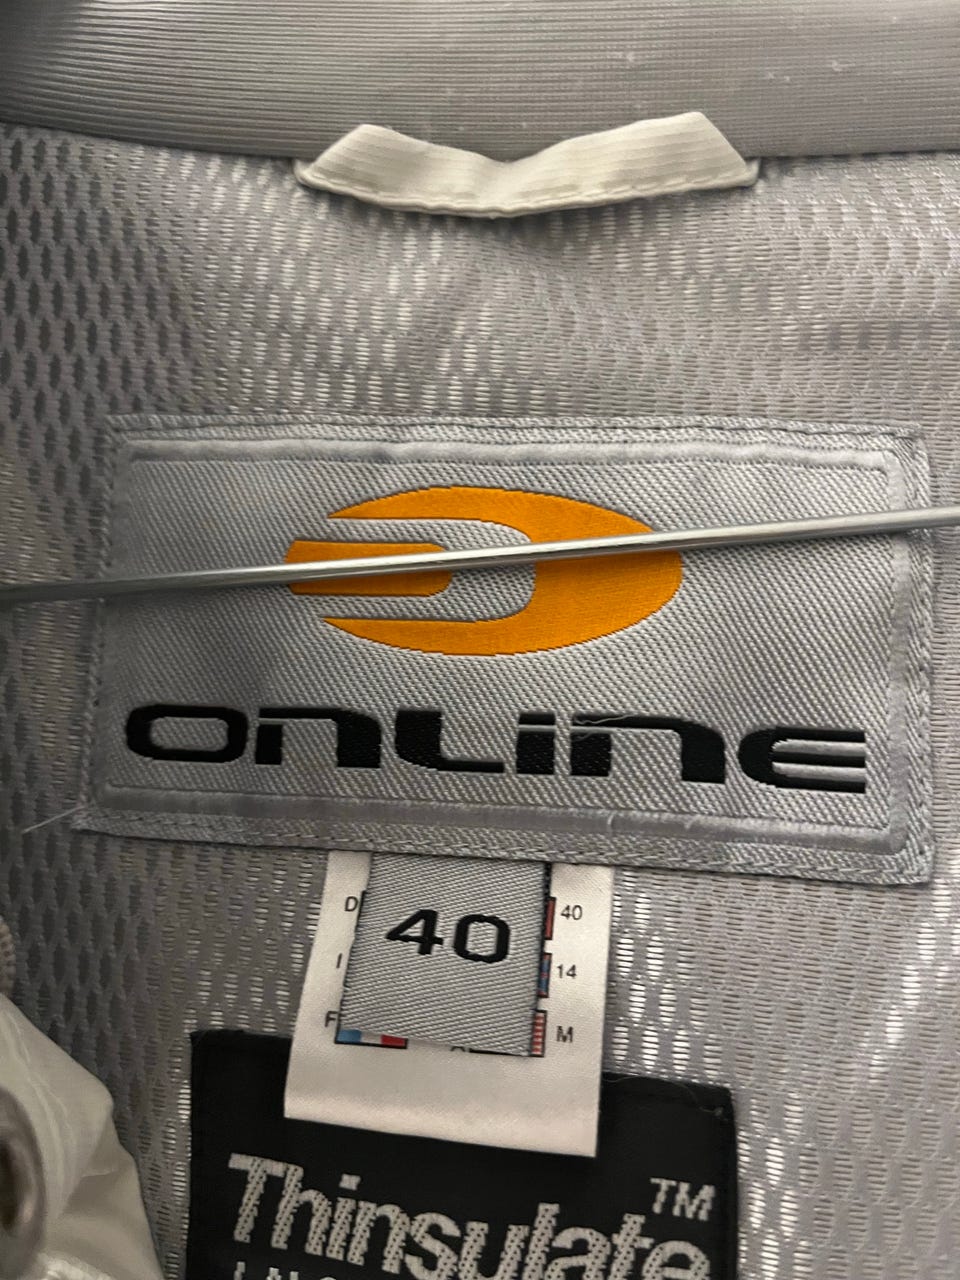 ONLINE
40
D 40
I 14
F M
Thinsulate™